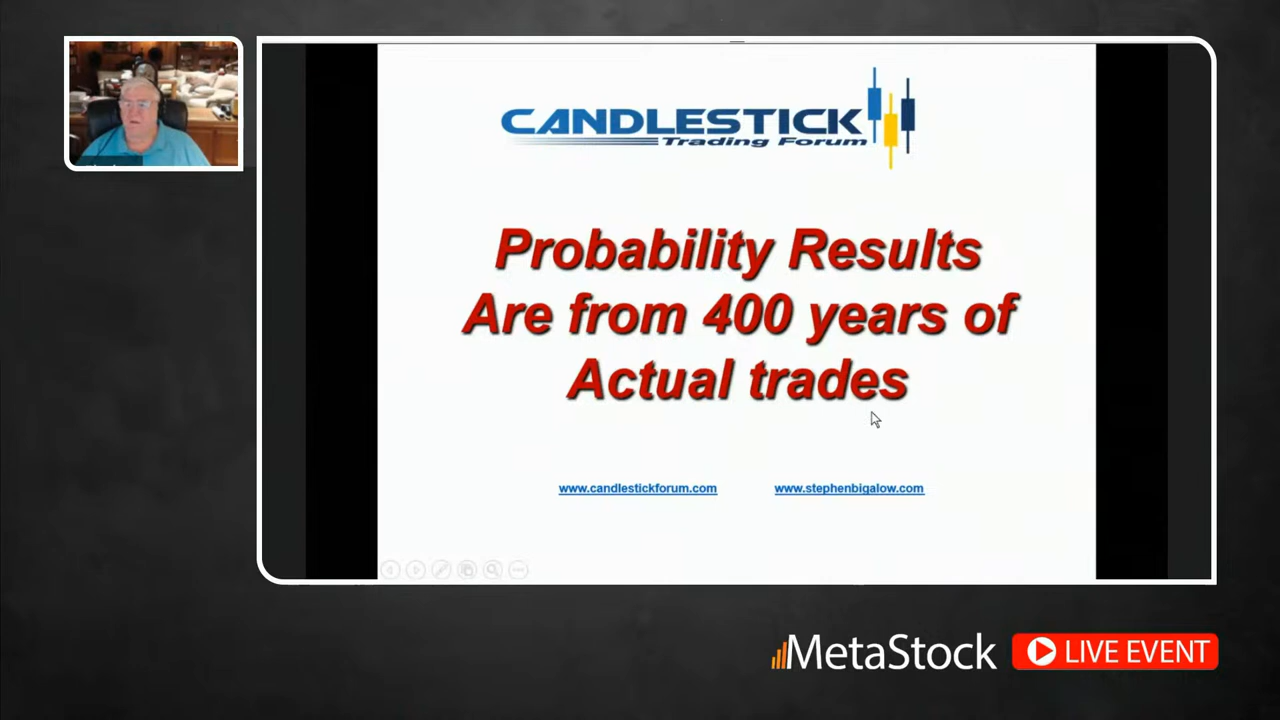 CANDLESTICK
Trading Forum
Probability Results
Are from 400 years of
Actual trades
www.candlestickforum.com
www.stephenbigalow.com
MetaStock
LIVE EVENT